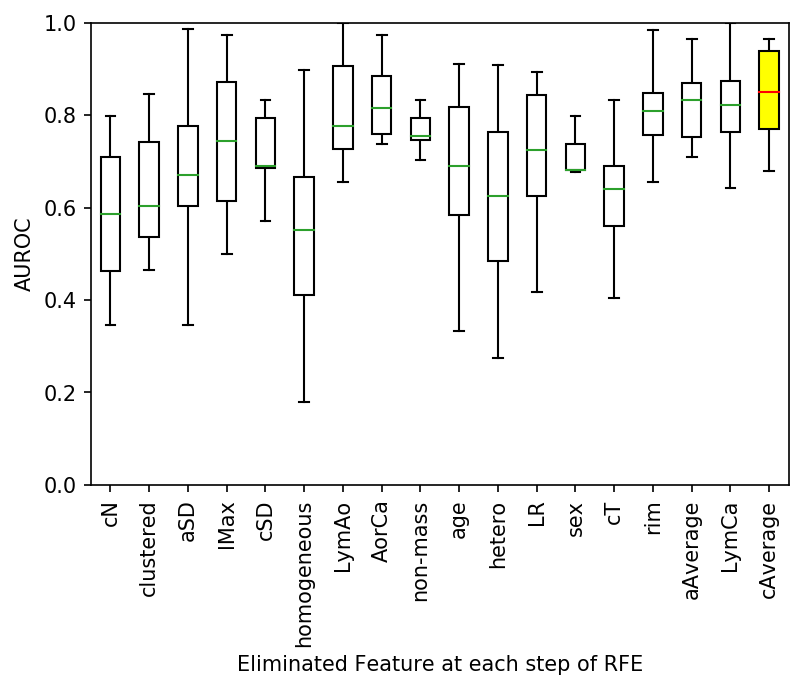 1.0
0.8
0.6
0.4
0.2
0.0
AUROC
cN
clustered
aSD
lMax
cSD
homogeneous
LymAo
AorCa
non-mass
age
hetero
LR
sex
cT
rim
aAverage
LymCa
cAverage
Eliminated Feature at each step of RFE